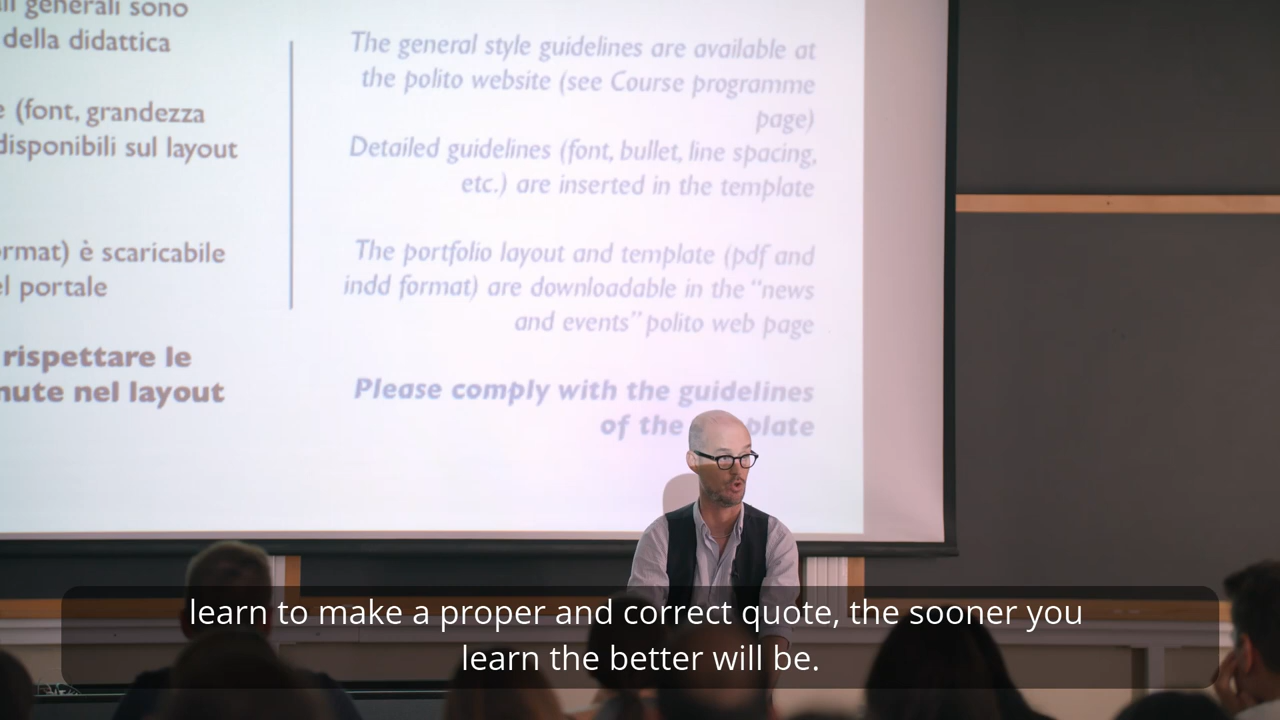 li generali sono
della didattica
e (font, grandezza
disponibili sul layout
ormat) è scaricabile
el portale
rispettare le
nute nel layout
The general style guidelines are available at
the polito website (see Course programme
page)
Detailed guidelines (font, bullet, line spacing,
etc.) are inserted in the template
The portfolio layout and template (pdf and
indd format) are downloadable in the “news
and events” polito web page
Please comply with the guidelines
of the plate
learn to make a proper and correct quote, the sooner you
learn the better will be.